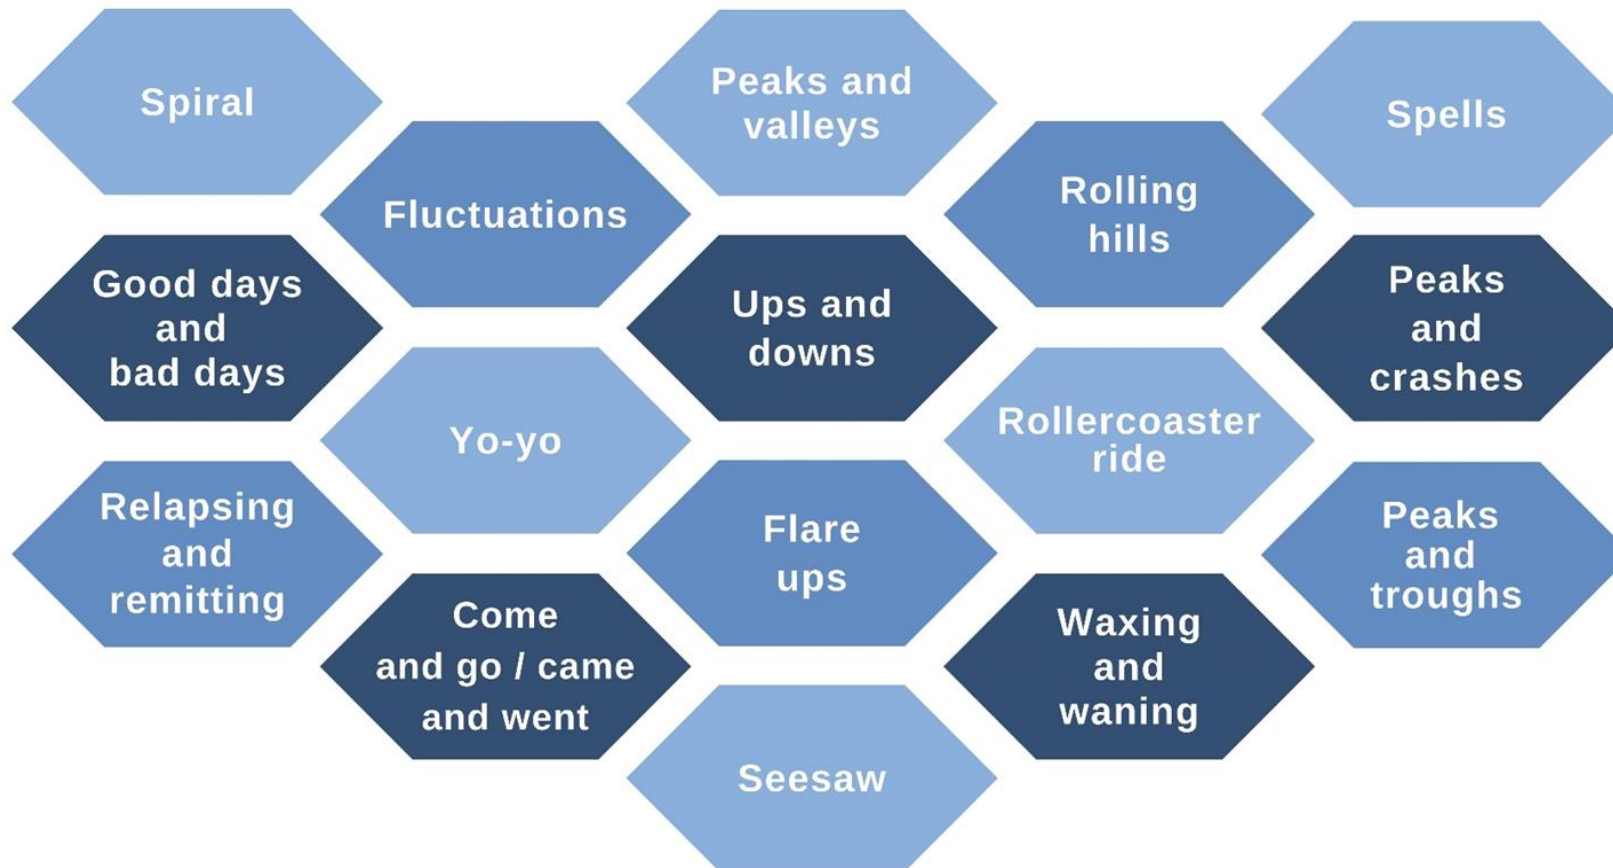 Spiral
Peaks and
valleys
Spells
Fluctuations
Rolling
hills
Good days
and
bad days
Ups and
downs
Peaks
and
crashes
Yo-yo
Rollercoaster
ride
Relapsing
and
remitting
Flare
ups
Peaks
and
troughs
Come
and go / came
and went
Waxing
and
waning
Seesaw